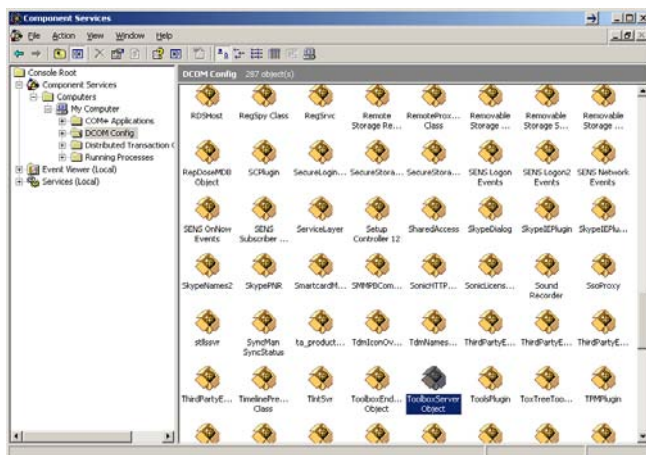 Component Services
File Action View Window Help
Console Root
Component Services
Computers
My Computer
COM+ Applications
DCOM Config
Distributed Transaction C
Running Processes
Event Viewer (Local)
Services (Local)
DCOM Config 287 object(s)
RDSHost RegSpy Class RegSrvc Remote Storage Re... RemoteProx... Class Removable Storage ... Removable Storage S... Removable Storage ...
RepDoseMDB Object SCPlugin SecureLogin... SecureStora... SecureStora... SENS Logon Events SENS Logon2 Events SENS Network Events
SENS OnNow Events SENS Subscriber ... ServiceLayer Setup Controller 12 SharedAccess SkypeDialog SkypeIEPlugin SkypeIEPlu...
SkypeNames2 SkypePNR SmartcardM... SMMPBCom... SonicHTTP... SonicLicens... Sound Recorder SsoProxy
stllssvr SyncMan SyncStatus ta_product... TdmIconOv... TdmNames... ThirdPartyE... ThirdPartyE... ThirdPartyE...
ThirdPartyE... TimelinePre... Class TlntSvr ToolboxEnd... Object ToolboxServer Object ToolsPlugin ToxTreeToo... TPMPlugin